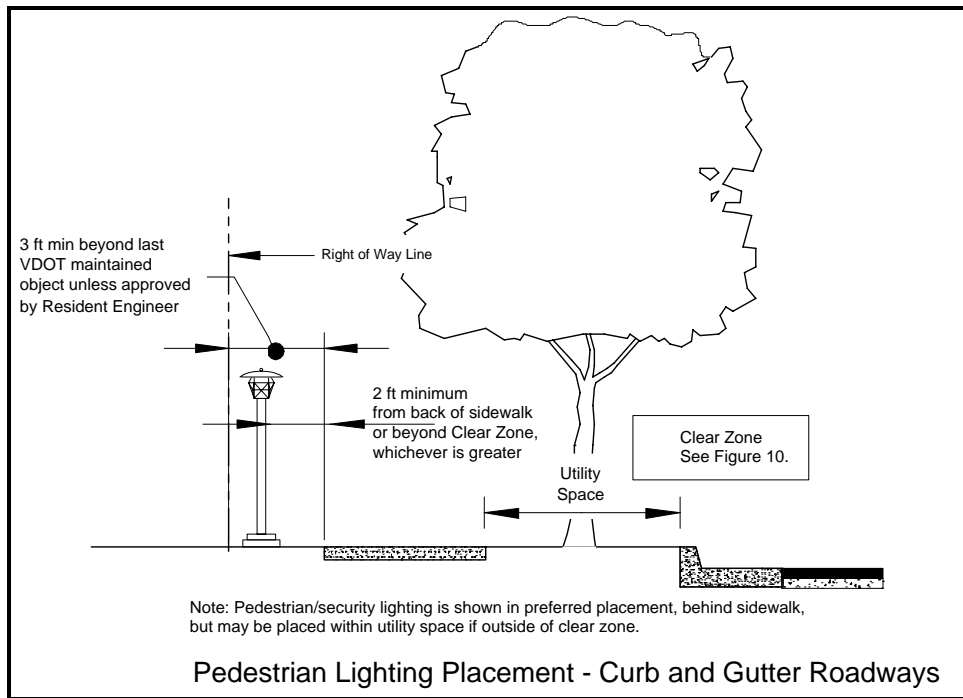 3 ft min beyond last
VDOT maintained
object unless approved
by Resident Engineer
Right of Way Line
2 ft minimum
from back of sidewalk
or beyond Clear Zone,
whichever is greater
Clear Zone
See Figure 10.
Utility
Space
Note: Pedestrian/security lighting is shown in preferred placement, behind sidewalk,
but may be placed within utility space if outside of clear zone.
Pedestrian Lighting Placement - Curb and Gutter Roadways